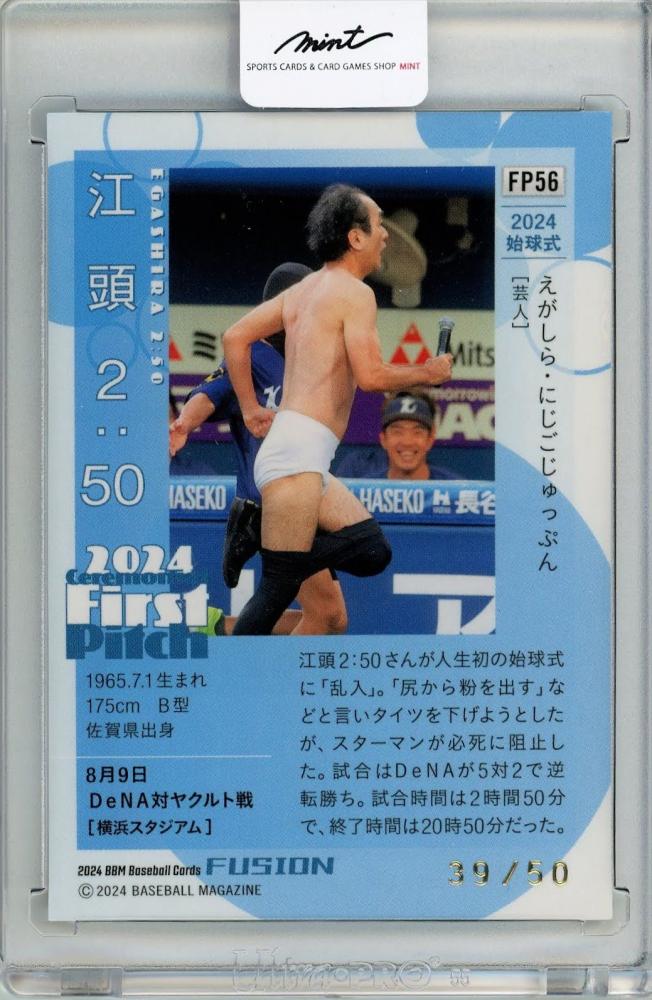 mint
SPORTS CARDS & CARD GAMES SHOP MINT
FP56
2024
始球式
えがしら・にじごじゅっぷん
[芸人]
EGASHIRA 2:50
江頭2:50
三
Mits
L
HASEKO
HASEKO
長谷
2024
Ceremonial
First
Pitch
1965.7.1生まれ
175cm B型
佐賀県出身
8月9日
DeNA対ヤクルト戦
[横浜スタジアム]
江頭2:50さんが人生初の始球式
に「乱入」。「尻から粉を出す」な
どと言いタイツを下げようとした
が、スターマンが必死に阻止し
た。試合はDeNAが5対2で逆
転勝ち。試合時間は2時間50分
で、終了時間は20時50分だった。
2024 BBM Baseball Cards FUSION
©2024 BASEBALL MAGAZINE
39/50
Ultra·PRO